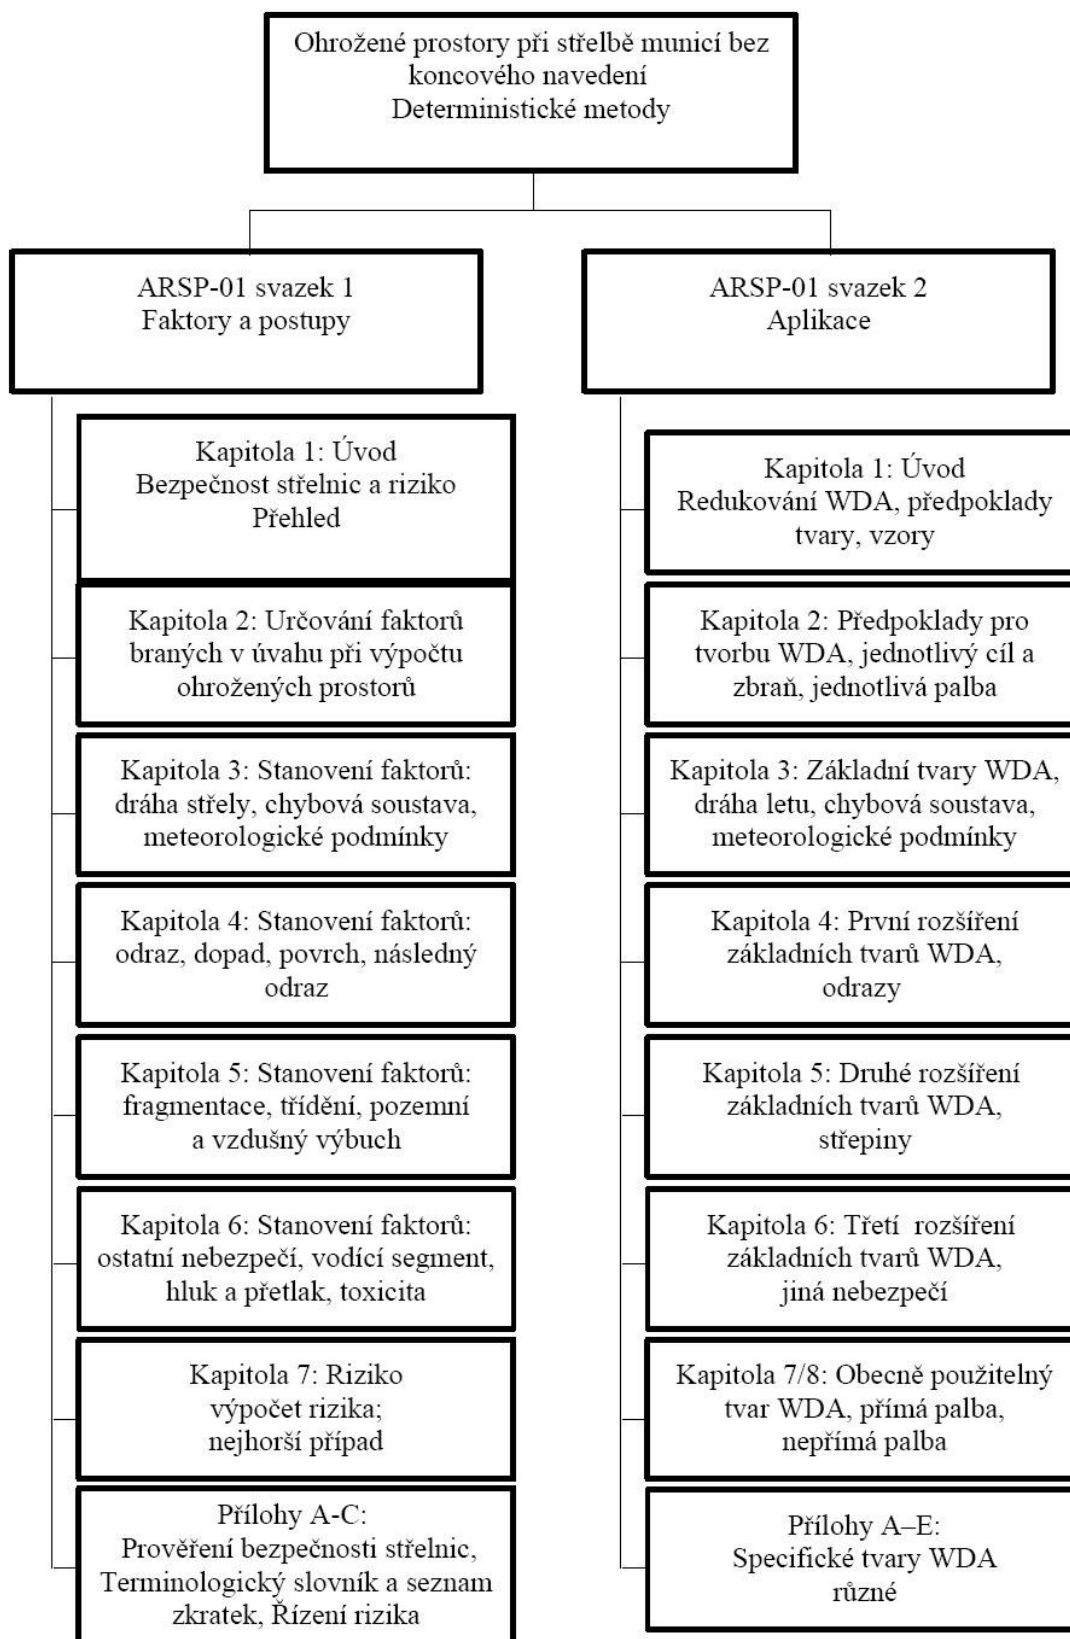 Ohrožené prostory při střelbě municí bez
koncového navedení
Deterministické metody
ARSP-01 svazek 1
Faktory a postupy
Kapitola 1: Úvod
Bezpečnost střelnic a riziko
Přehled
Kapitola 2: Určování faktorů
braných v úvahu při výpočtu
ohrožených prostorů
Kapitola 3: Stanovení faktorů:
dráha střely, chybová soustava,
meteorologické podmínky
Kapitola 4: Stanovení faktorů:
odraz, dopad, povrch, následný
odraz
Kapitola 5: Stanovení faktorů:
fragmentace, třídění, pozemní
a vzdušný výbuch
Kapitola 6: Stanovení faktorů:
ostatní nebezpečí, vodící segment,
hluk a přetlak, toxicita
Kapitola 7: Riziko
výpočet rizika;
nejhorší případ
Přílohy A-C:
Prověření bezpečnosti střelnic,
Terminologický slovník a seznam
zkratek, Řízení rizika
ARSP-01 svazek 2
Aplikace
Kapitola 1: Úvod
Redukování WDA, předpoklady
tvary, vzory
Kapitola 2: Předpoklady pro
tvorbu WDA, jednotlivý cíl a
zbraň, jednotlivá palba
Kapitola 3: Základní tvary WDA,
dráha letu, chybová soustava,
meteorologické podmínky
Kapitola 4: První rozšíření
základních tvarů WDA,
odrazy
Kapitola 5: Druhé rozšíření
základních tvarů WDA,
střepiny
Kapitola 6: Třetí  rozšíření
základních tvarů WDA,
jiná nebezpečí
Kapitola 7/8: Obecně použitelný
tvar WDA, přímá palba,
nepřímá palba
Přílohy A–E:
Specifické tvary WDA
různé